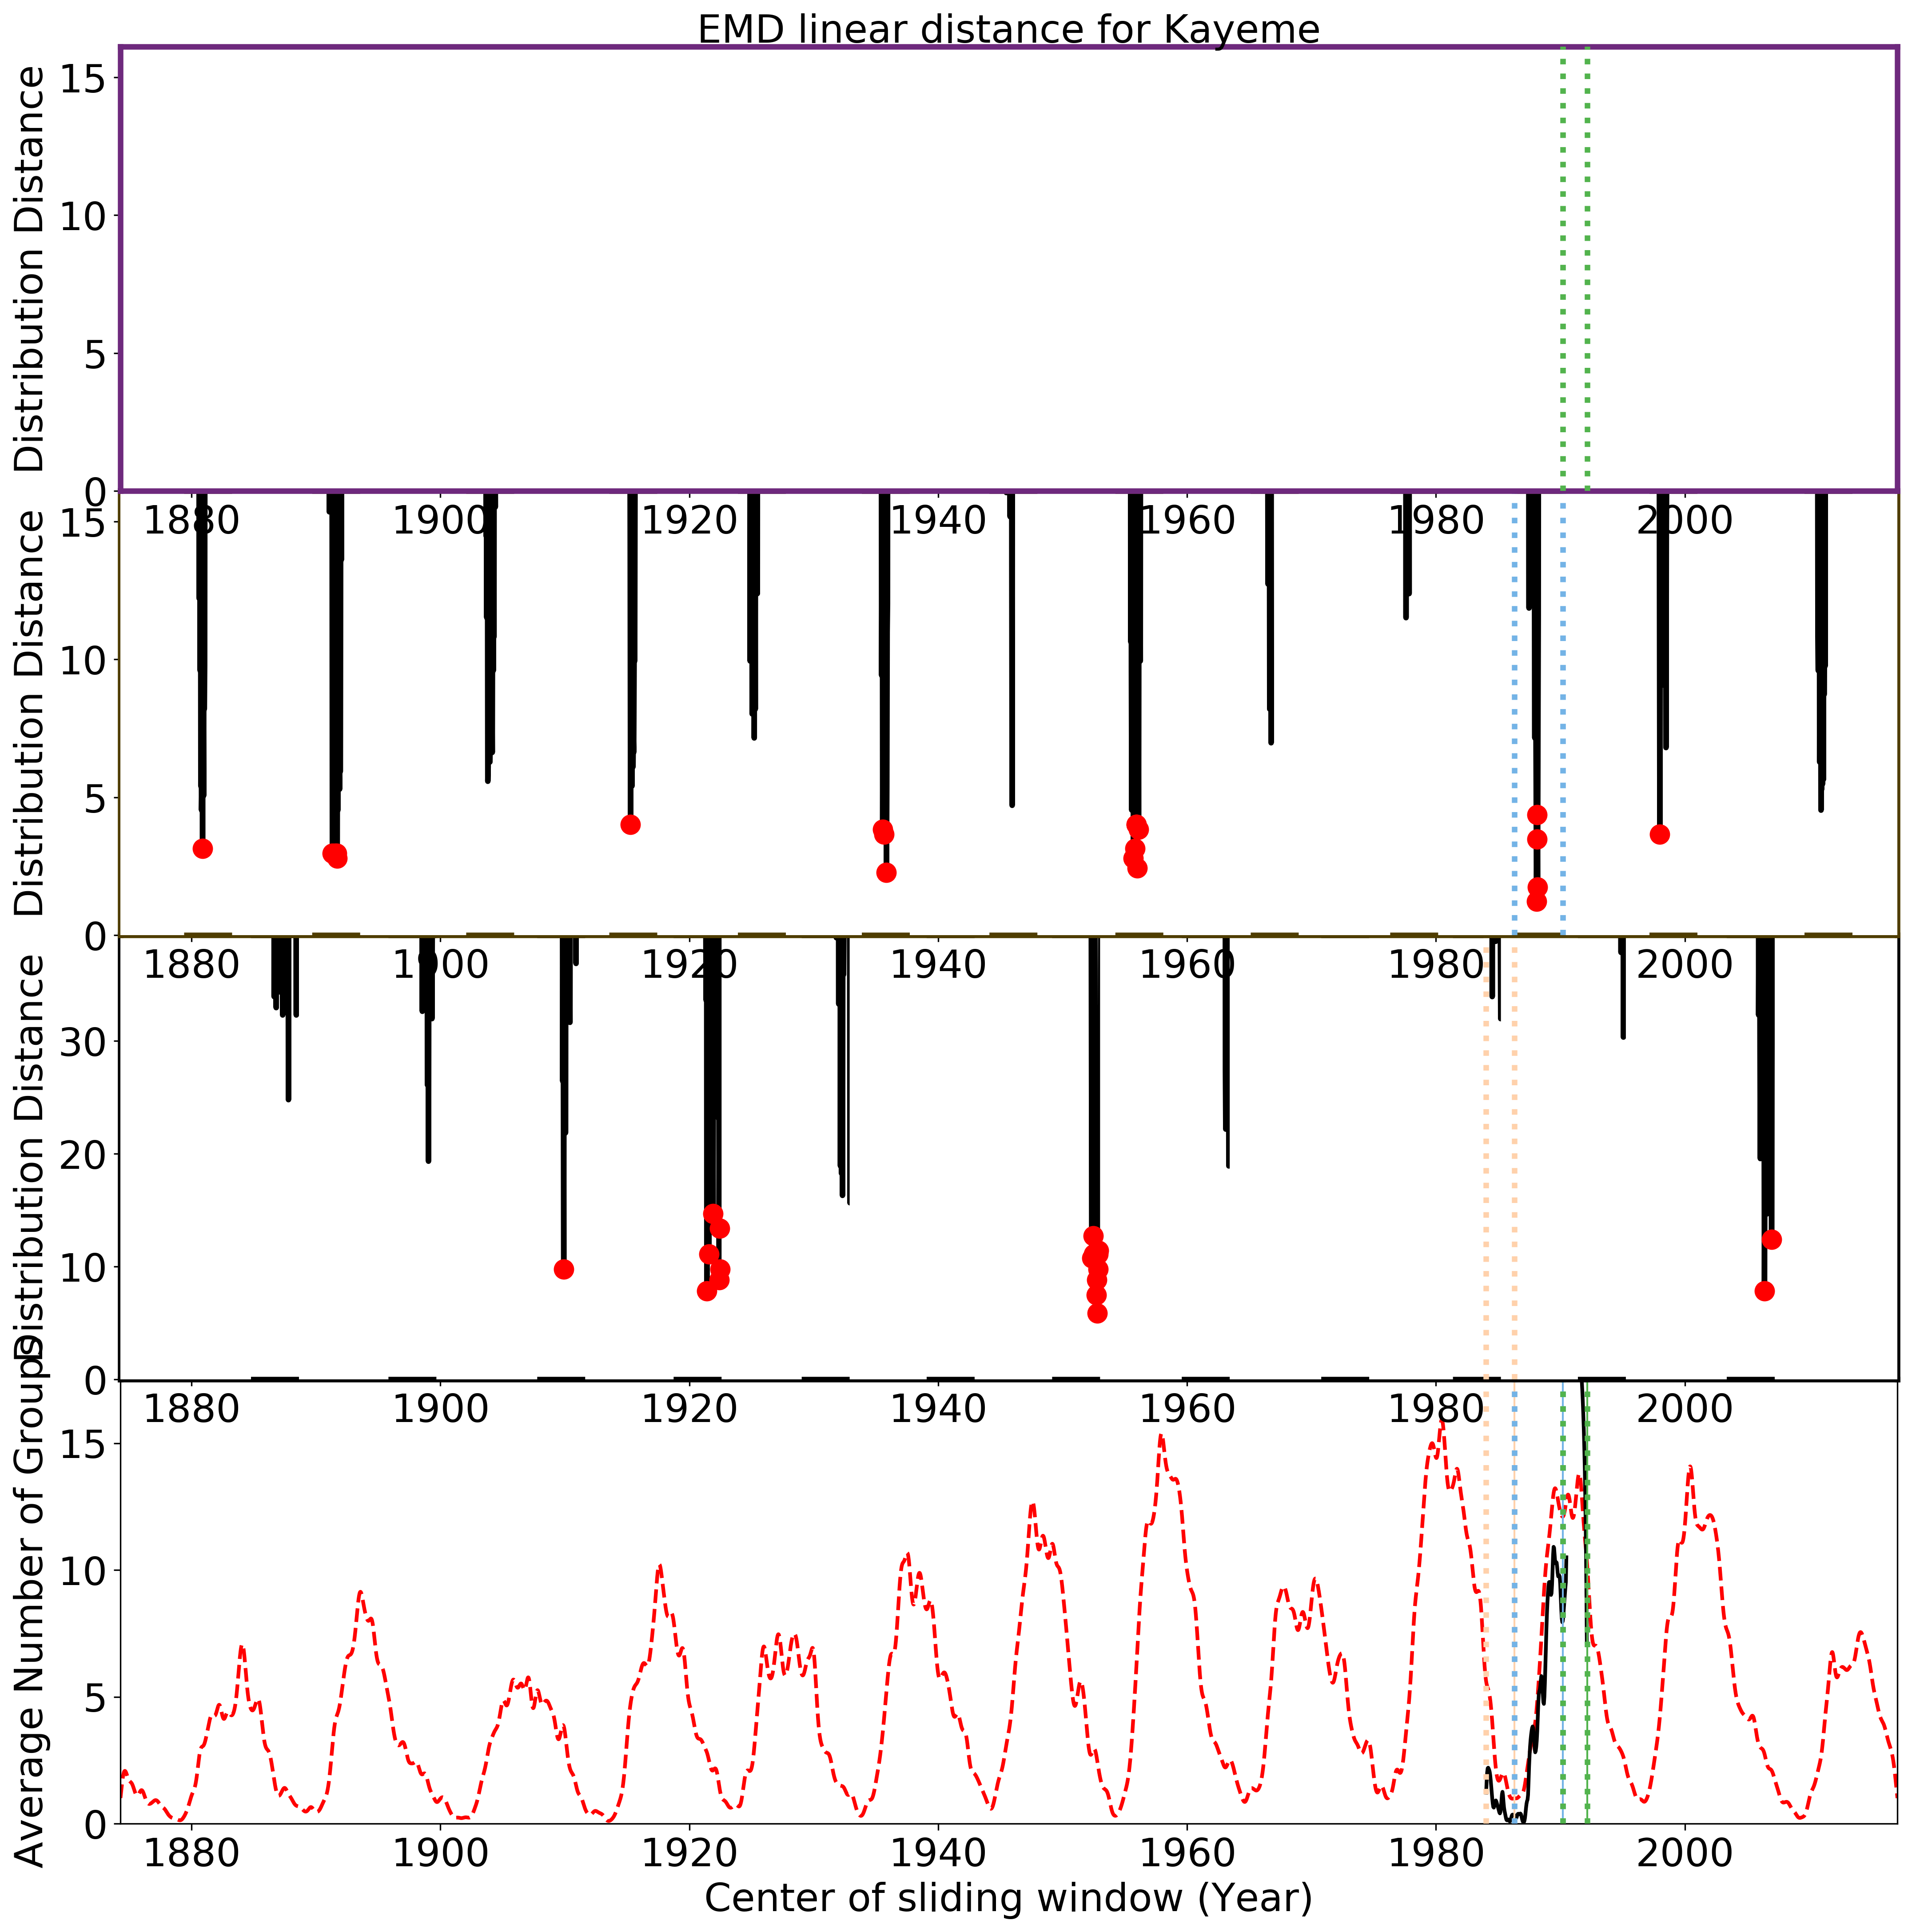 EMD linear distance for Kayeme
Distribution Distance
15
10
5
0
1880 1900 1920 1940 1960 1980 2000
Distribution Distance
15
10
5
0
1880 1900 1920 1940 1960 1980 2000
Distribution Distance
30
20
10
0
1880 1900 1920 1940 1960 1980 2000
Average Number of Groups
15
10
5
0
1880 1900 1920 1940 1960 1980 2000
Center of sliding window (Year)